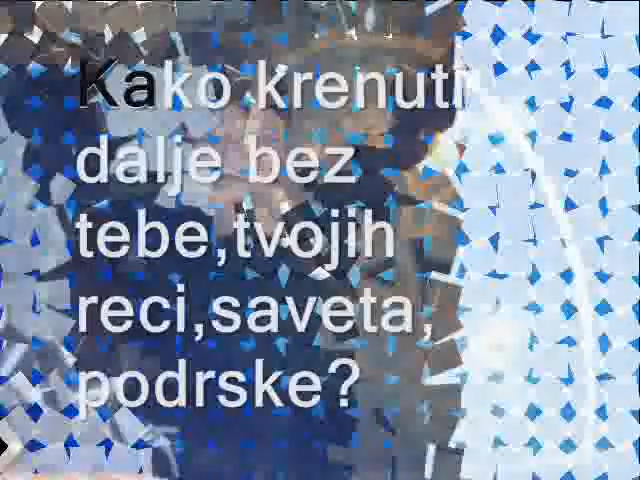 Kako krenuti
dalje bez
tebe,tvojih
reci,saveta,
podrske?